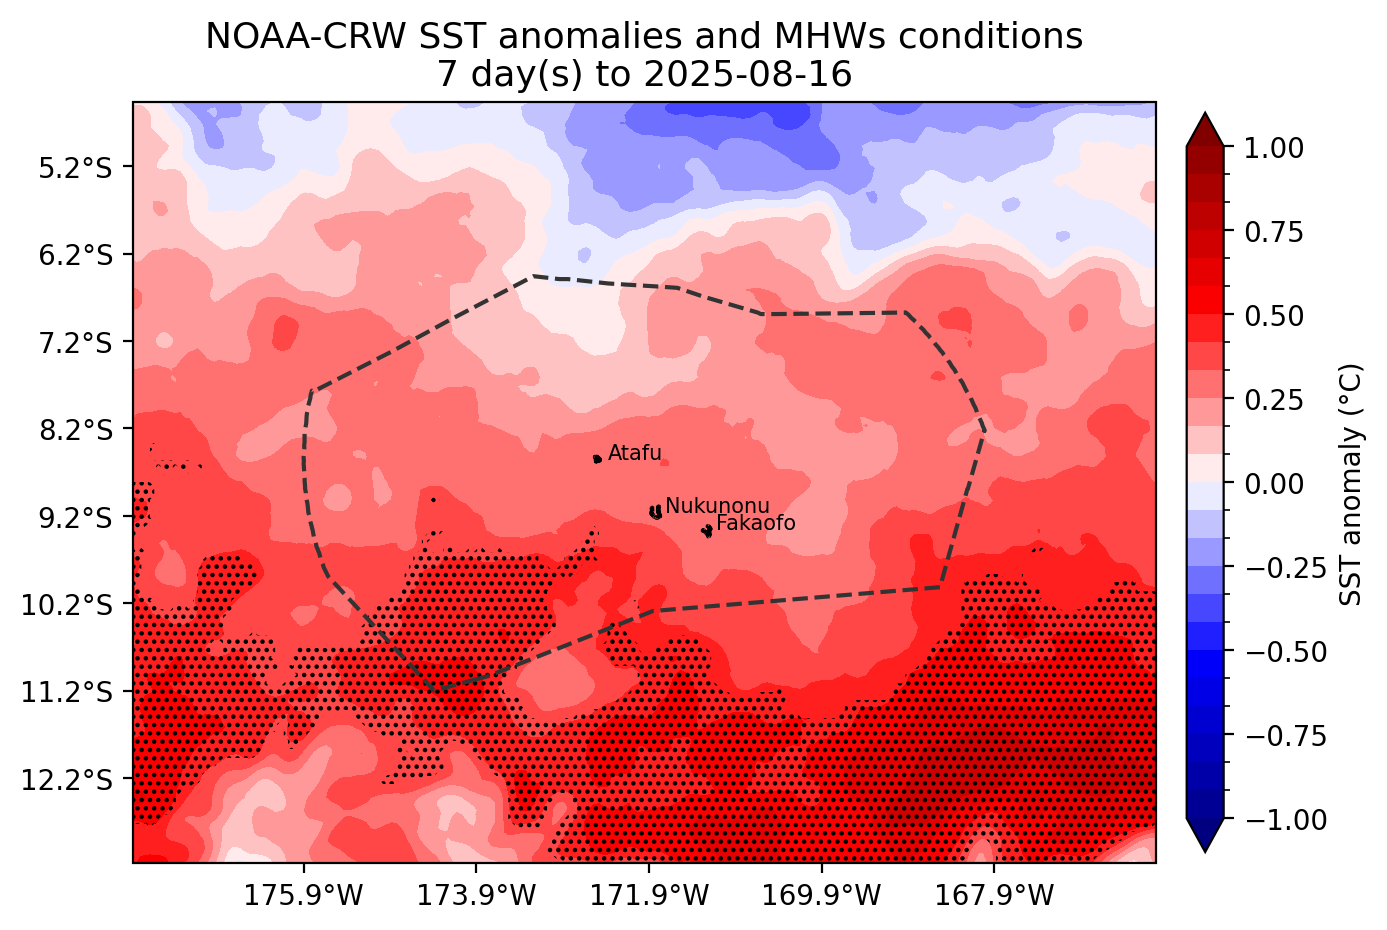 NOAA-CRW SST anomalies and MHWs conditions
7 day(s) to 2025-08-16
5.2°S
6.2°S
7.2°S
8.2°S
9.2°S
10.2°S
11.2°S
12.2°S
Atafu
Nukunonu
Fakaofo
175.9°W
173.9°W
171.9°W
169.9°W
167.9°W
1.00
0.75
0.50
0.25
0.00
−0.25
−0.50
−0.75
−1.00
SST anomaly (°C)